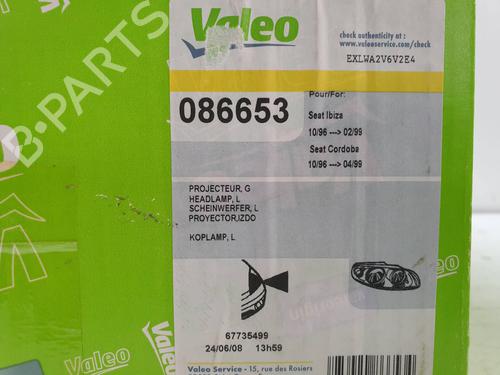 Valeo
check authenticity at :
www.valeoservice.com/check
EXLWA2V6V2E4
086653
Pour/For:
Seat Ibiza
10/96 ---> 02/99
Seat Cordoba
10/96 ---> 04/99
PROJECTEUR, G
HEADLAMP, L
SCHEINWERFER, L
PROYECTOR,IZDO
KOPLAMP, L
67735499
24/06/08 13h59
Valeo Service - 15, rue des Rosiers
Valeo
Valeo
B-PARTS